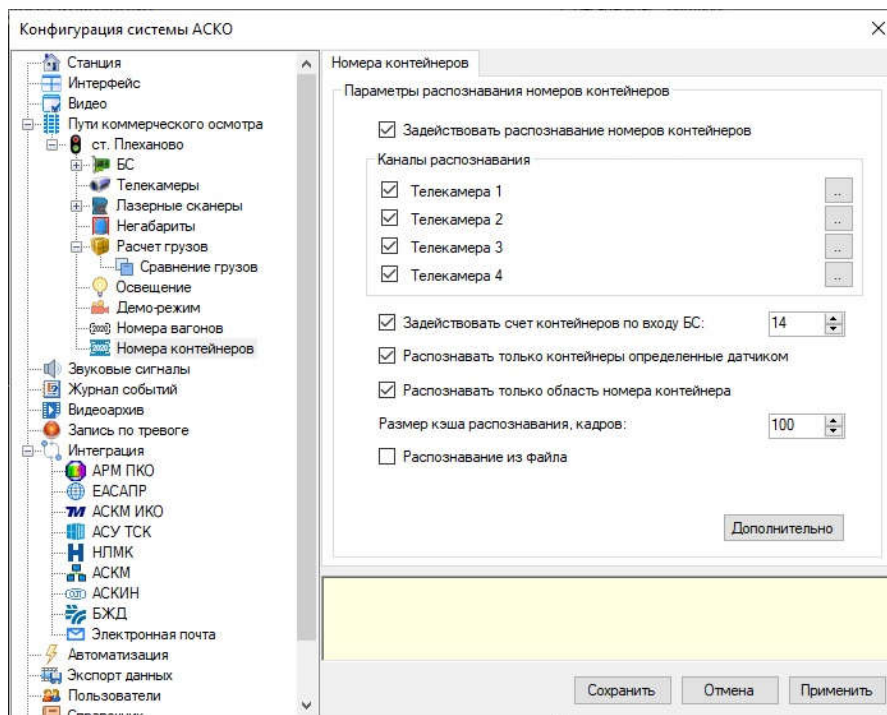 Конфигурация системы АСКО
Станция
Интерфейс
Видео
Пути коммерческого осмотра
ст. Плеханово
БС
Телекамеры
Лазерные сканеры
Негабариты
Расчет грузов
Сравнение грузов
Освещение
Демо-режим
Номера вагонов
Номера контейнеров
Звуковые сигналы
Журнал событий
Видеоархив
Запись по тревоге
Интеграция
АРМ ПКО
ЕАСАПР
АСКМ ИКО
АСУ ТСК
НЛМК
АСКМ
АСКИН
БЖД
Электронная почта
Автоматизация
Экспорт данных
Пользователи
Справочник
Номера контейнеров
Параметры распознавания номеров контейнеров
Задействовать распознавание номеров контейнеров
Каналы распознавания
Телекамера 1 ..
Телекамера 2 ..
Телекамера 3 ..
Телекамера 4 ..
Задействовать счет контейнеров по входу БС: 14
Распознавать только контейнеры определенные датчиком
Распознавать только область номера контейнера
Размер кэша распознавания, кадров: 100
Распознавание из файла
Дополнительно
Сохранить Отмена Применить